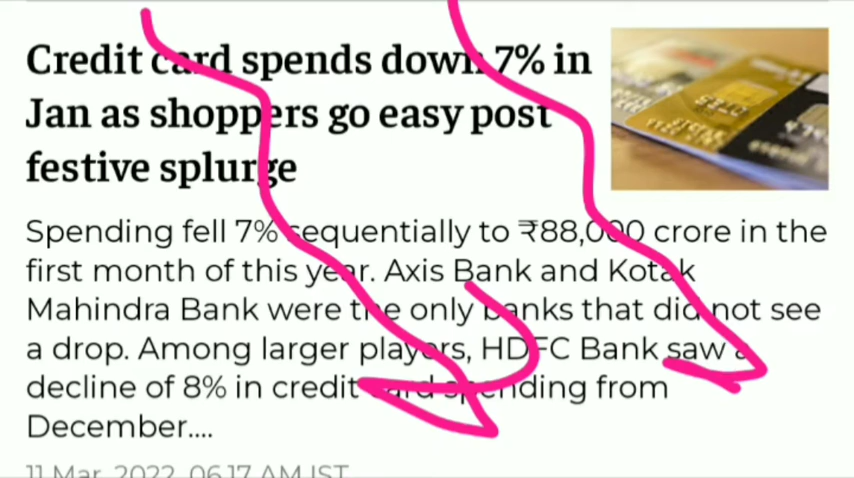 Credit card spends down 7% in
Jan as shoppers go easy post
festive splurge
Spending fell 7% sequentially to ₹88,000 crore in the
first month of this year. Axis Bank and Kotak
Mahindra Bank were the only banks that did not see
a drop. Among larger players, HDFC Bank saw a
decline of 8% in credit card spending from
December....
11 Mar, 2022, 06.17 AM IST